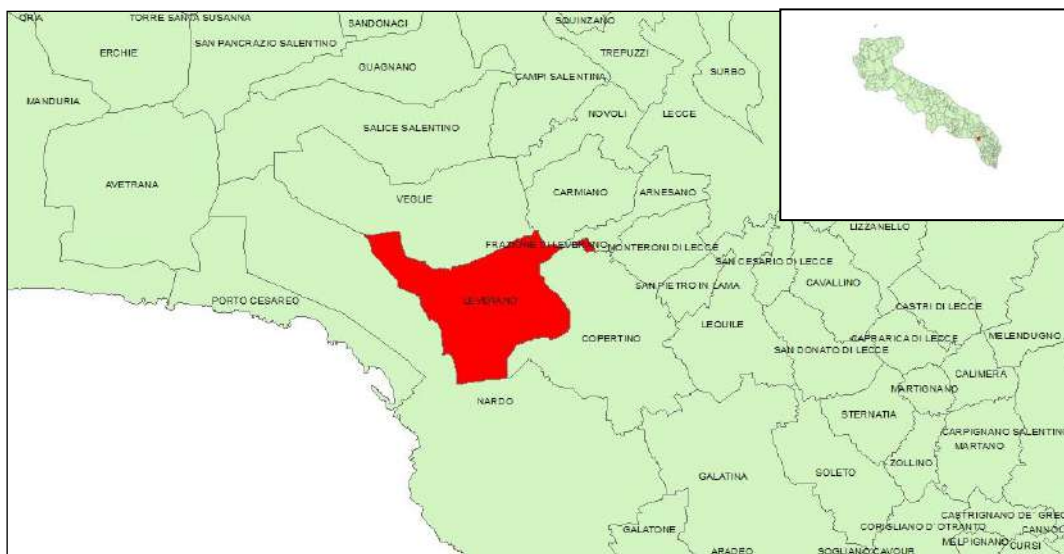 ORIA
TORRE SANTA SUSANNA
SANDONACI
SQUINZANO
ERCHIE
SAN PANCRAZIO SALENTINO
TREPUZZI
GUAGNANO
SURBO
CAMPI SALENTINA
MANDURIA
NOVOLI
LECCE
SALICE SALENTINO
AVETRANA
CARMIANO
ARNESANO
VEGLIE
LIZZANELLO
FRAZIONE DI LEVERANO
MONTERONI DI LECCE
SAN CESARIO DI LECCE
CAVALLINO
SAN PIETRO IN LAMA
PORTO CESAREO
LEVERANO
CASTRI DI LECCE
LEQUILE
COPERTINO
CAPRARICA DI LECCE
MELENDUGNO
SAN DONATO DI LECCE
CALIMERA
MARTIGNANO
NARDO
STERNATIA
CARPIGNANO SALENTINO
MARTANO
ZOLLINO
GALATINA
SOLETO
CASTRIGNANO DE' GREC
GALATONE
CORIGLIANO D'OTRANTO
CANNO
MELPIGNANO
CURSI
ARADEO
SOGLIANO CAVOUR